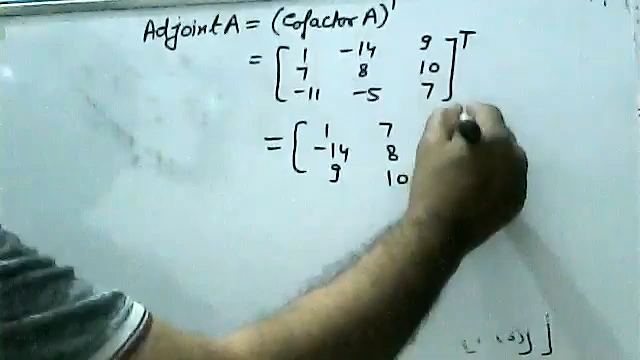 Adjoint A = (Cofactor A)'
= [ 1 -14 9 ] T
7 8 10
-11 -5 7
= [ 1 7
-14 8
9 10